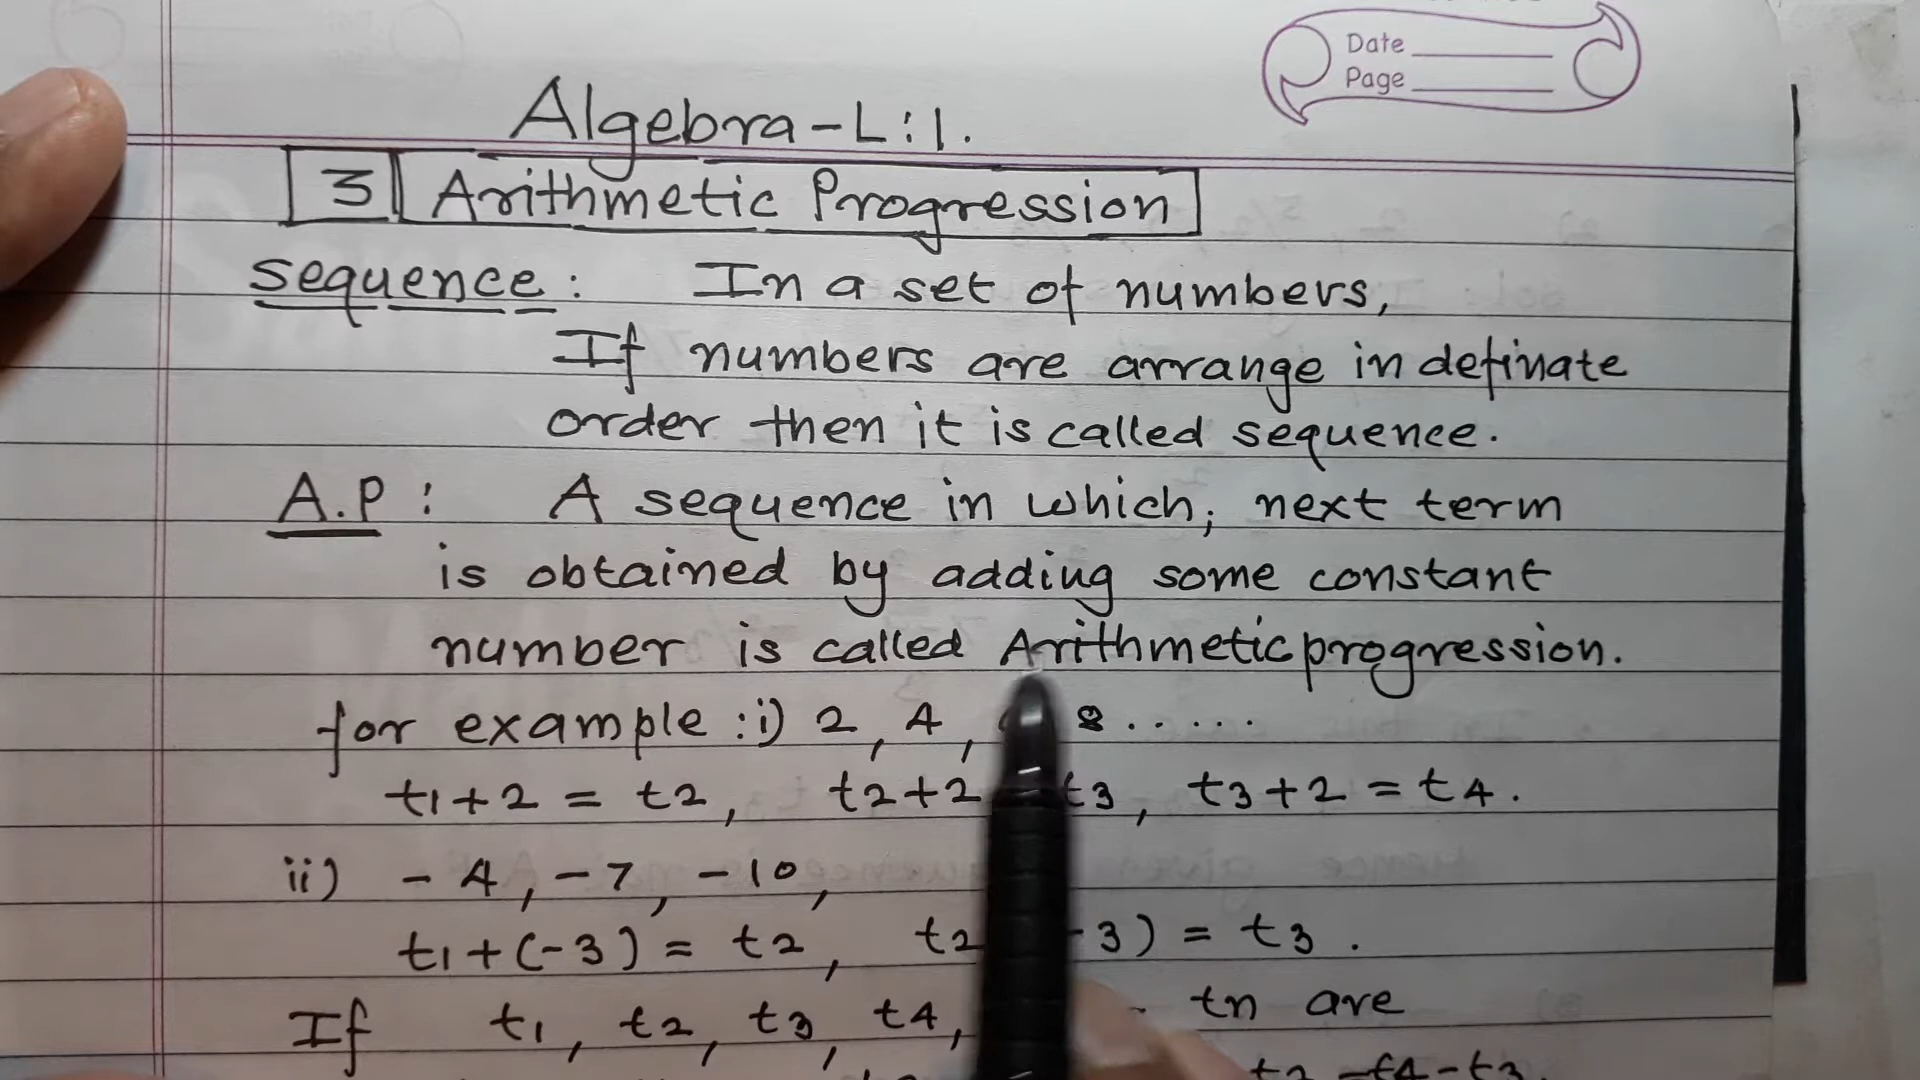 Date
Page
Algebra-L:1.
3 Arithmetic Progression
sequence: In a set of numbers,
If numbers are arrange in definate
order then it is called sequence.
A.P: A sequence in which, next term
is obtained by adding some constant
number is called Arithmetic progression.
for example: i) 2, 4, 8.....
t1+2 = t2, t2+2 t3, t3+2 = t4.
ii) -4, -7, -10,
t1+(-3) = t2, t2 -3) = t3.
If t1, t2, t3, t4, tn are
t4-t3.